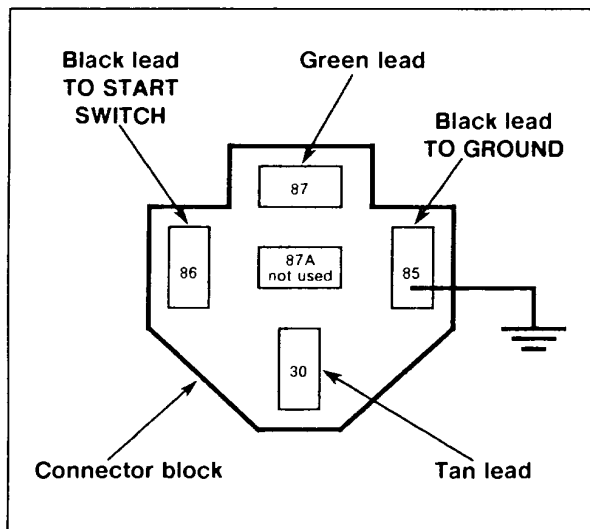 Black lead
TO START
SWITCH
Green lead
Black lead
TO GROUND
87
86
87A
not used
85
30
Connector block
Tan lead